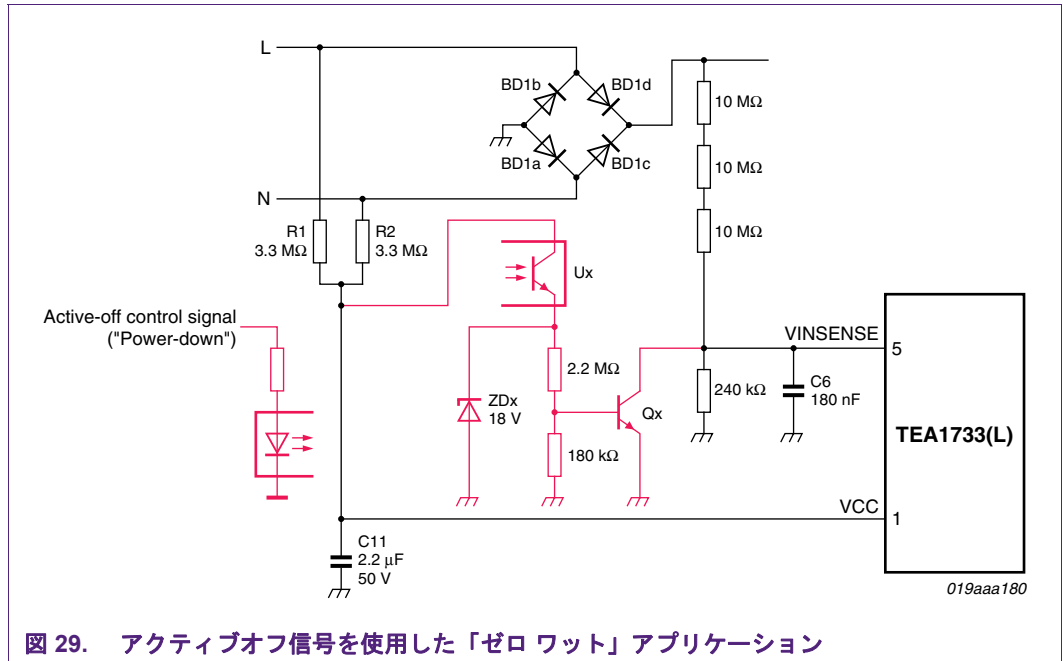 L
BD1b
BD1d
10 MΩ
BD1a
BD1c
10 MΩ
N
R1
3.3 MΩ
R2
3.3 MΩ
10 MΩ
Ux
Active-off control signal
("Power-down")
VINSENSE
5
2.2 MΩ
ZDx
18 V
Qx
240 kΩ
C6
180 nF
TEA1733(L)
180 kΩ
VCC
1
C11
2.2 μF
50 V
019aaa180
図 29. アクティブオフ信号を使用した「ゼロ ワット」アプリケーション